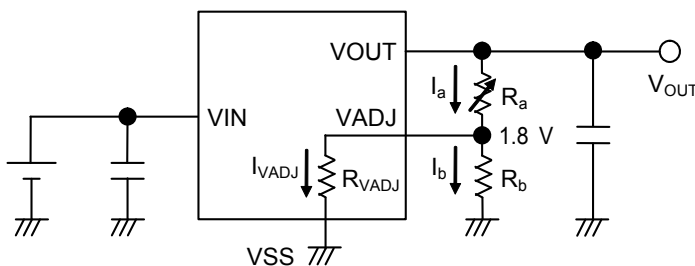 VOUT
Ia
Ra
VOUT
VIN
VADJ
1.8 V
IVADJ
RVADJ
Ib
Rb
VSS